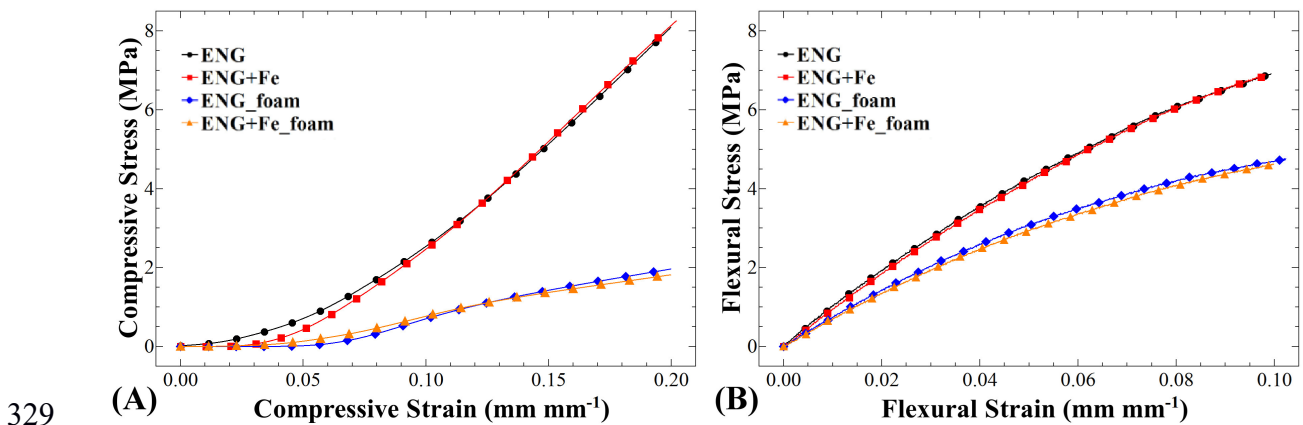 Compressive Stress (MPa)
8
6
4
2
0
ENG
ENG+Fe
ENG_foam
ENG+Fe_foam
0.00 0.05 0.10 0.15 0.20
(A) Compressive Strain (mm mm⁻¹)
Flexural Stress (MPa)
8
6
4
2
0
ENG
ENG+Fe
ENG_foam
ENG+Fe_foam
0.00 0.02 0.04 0.06 0.08 0.10
(B) Flexural Strain (mm mm⁻¹)
329